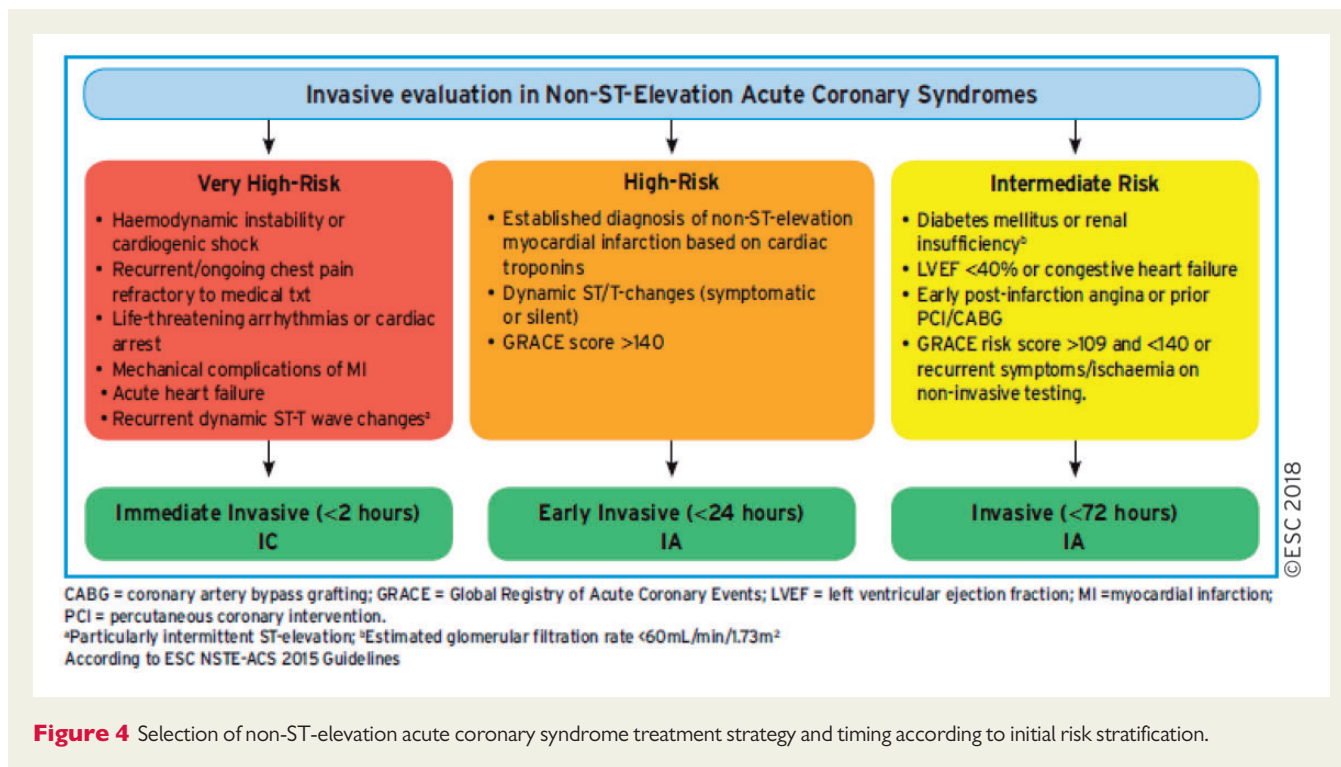 Invasive evaluation in Non-ST-Elevation Acute Coronary Syndromes
Very High-Risk
• Haemodynamic instability or
cardiogenic shock
• Recurrent/ongoing chest pain
refractory to medical txt
• Life-threatening arrhythmias or cardiac
arrest
• Mechanical complications of MI
• Acute heart failure
• Recurrent dynamic ST-T wave changesᵃ
High-Risk
• Established diagnosis of non-ST-elevation
myocardial infarction based on cardiac
troponins
• Dynamic ST/T-changes (symptomatic
or silent)
• GRACE score >140
Intermediate Risk
• Diabetes mellitus or renal
insufficiencyᵇ
• LVEF <40% or congestive heart failure
• Early post-infarction angina or prior
PCI/CABG
• GRACE risk score >109 and <140 or
recurrent symptoms/ischaemia on
non-invasive testing.
Immediate Invasive (<2 hours)
IC
Early Invasive (<24 hours)
IA
Invasive (<72 hours)
IA
©ESC 2018
CABG = coronary artery bypass grafting; GRACE = Global Registry of Acute Coronary Events; LVEF = left ventricular ejection fraction; MI =myocardial infarction;
PCI = percutaneous coronary intervention.
ᵃParticularly intermittent ST-elevation; ᵇEstimated glomerular filtration rate <60mL/min/1.73m²
According to ESC NSTE-ACS 2015 Guidelines
Figure 4 Selection of non-ST-elevation acute coronary syndrome treatment strategy and timing according to initial risk stratification.